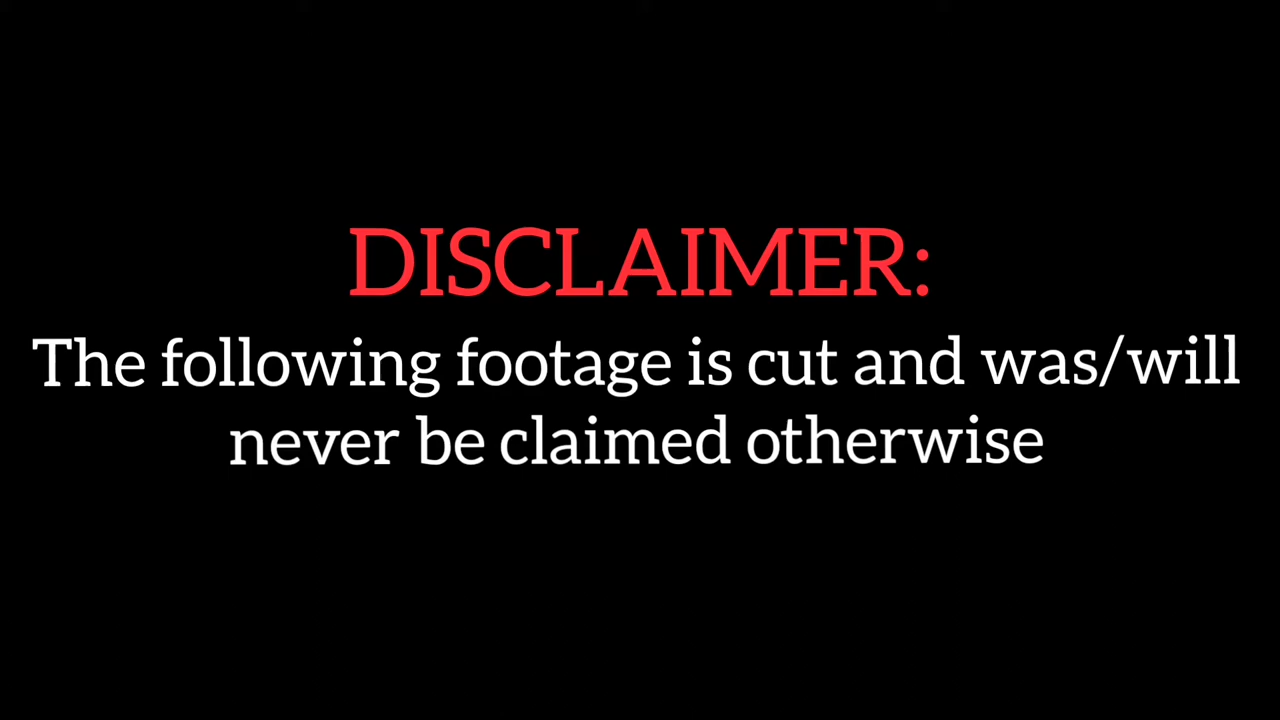 DISCLAIMER:
The following footage is cut and was/will
never be claimed otherwise